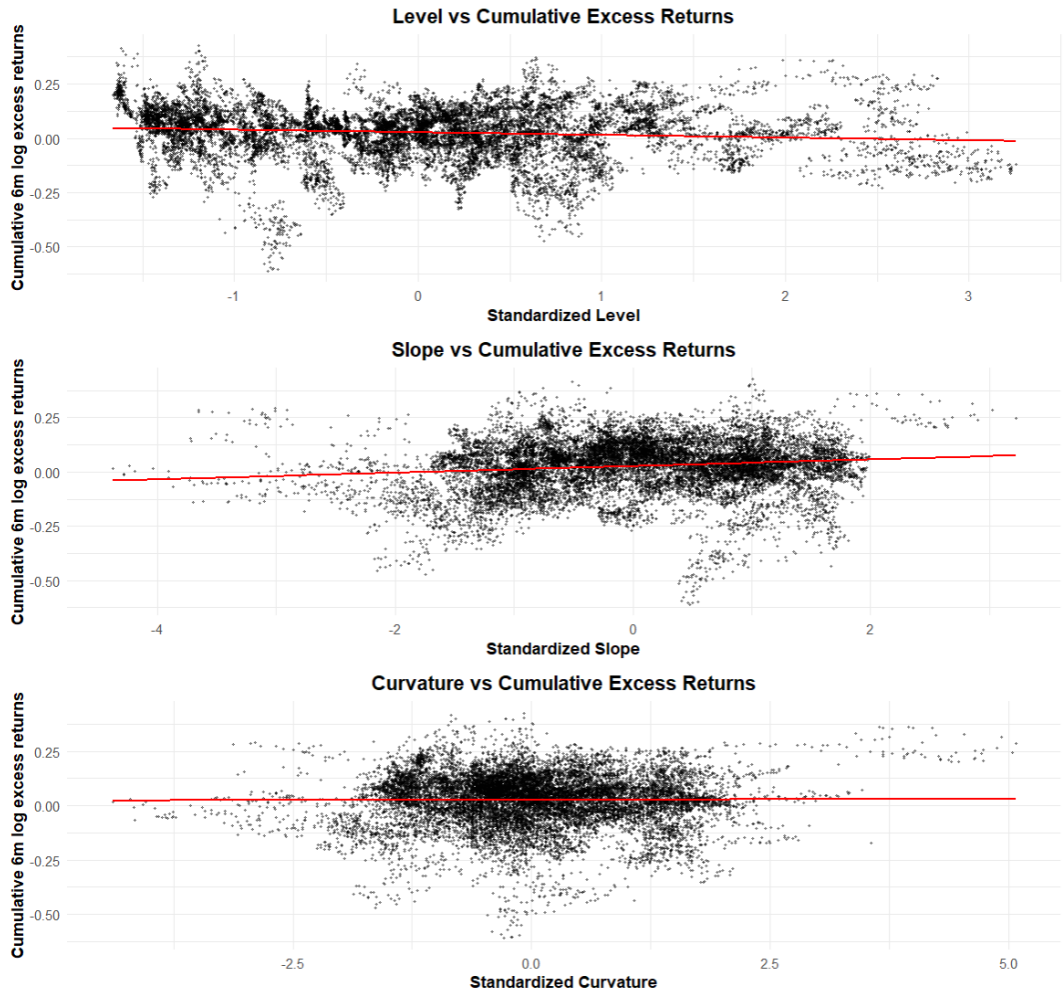 Level vs Cumulative Excess Returns
Cumulative 6m log excess returns
0.25
0.00
-0.25
-0.50
-1
0
1
2
3
Standardized Level
Slope vs Cumulative Excess Returns
Cumulative 6m log excess returns
0.25
0.00
-0.25
-0.50
-4
-2
0
2
Standardized Slope
Curvature vs Cumulative Excess Returns
Cumulative 6m log excess returns
0.25
0.00
-0.25
-0.50
-2.5
0.0
2.5
5.0
Standardized Curvature